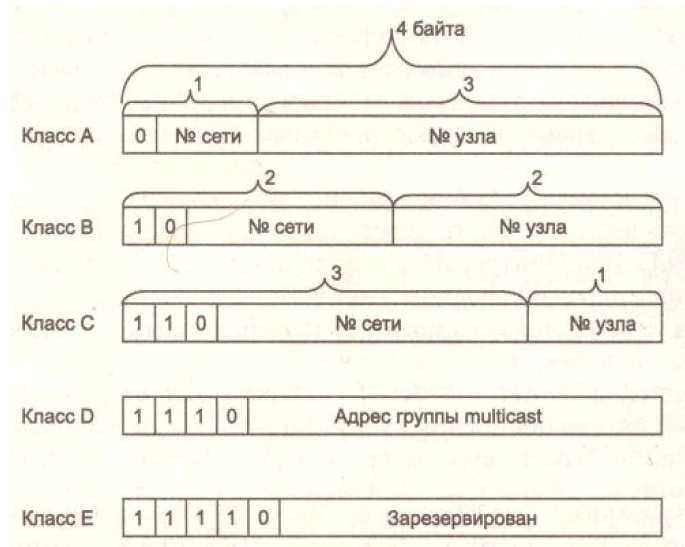 4 байта
1 3
Класс A 0 № сети № узла
2 2
Класс B 1 0 № сети № узла
3 1
Класс C 1 1 0 № сети № узла
Класс D 1 1 1 0 Адрес группы multicast
Класс E 1 1 1 1 0 Зарезервирован